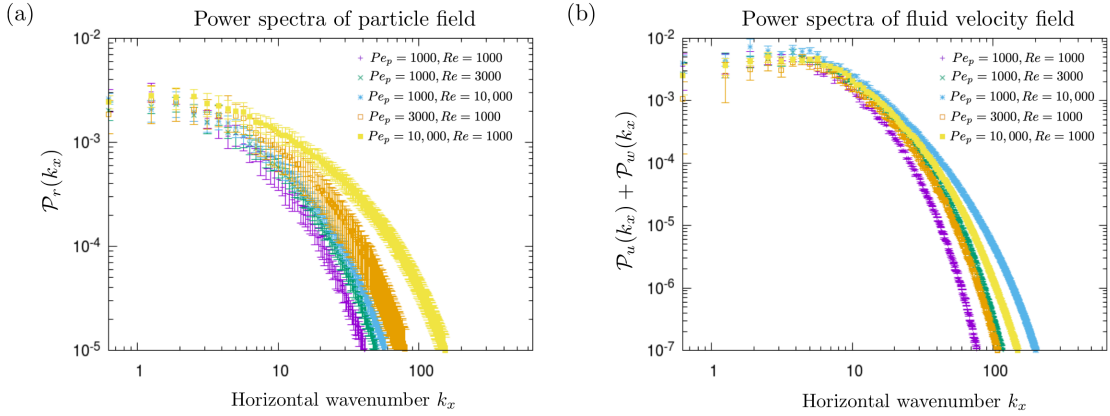 (a)
Power spectra of particle field
10^-2
10^-3
10^-4
10^-5
𝒫_r(k_x)
Pe_p = 1000, Re = 1000
Pe_p = 1000, Re = 3000
Pe_p = 1000, Re = 10,000
Pe_p = 3000, Re = 1000
Pe_p = 10,000, Re = 1000
1 10 100
Horizontal wavenumber k_x
(b)
Power spectra of fluid velocity field
10^-2
10^-3
10^-4
10^-5
10^-6
10^-7
𝒫_u(k_x) + 𝒫_w(k_x)
Pe_p = 1000, Re = 1000
Pe_p = 1000, Re = 3000
Pe_p = 1000, Re = 10,000
Pe_p = 3000, Re = 1000
Pe_p = 10,000, Re = 1000
1 10 100
Horizontal wavenumber k_x